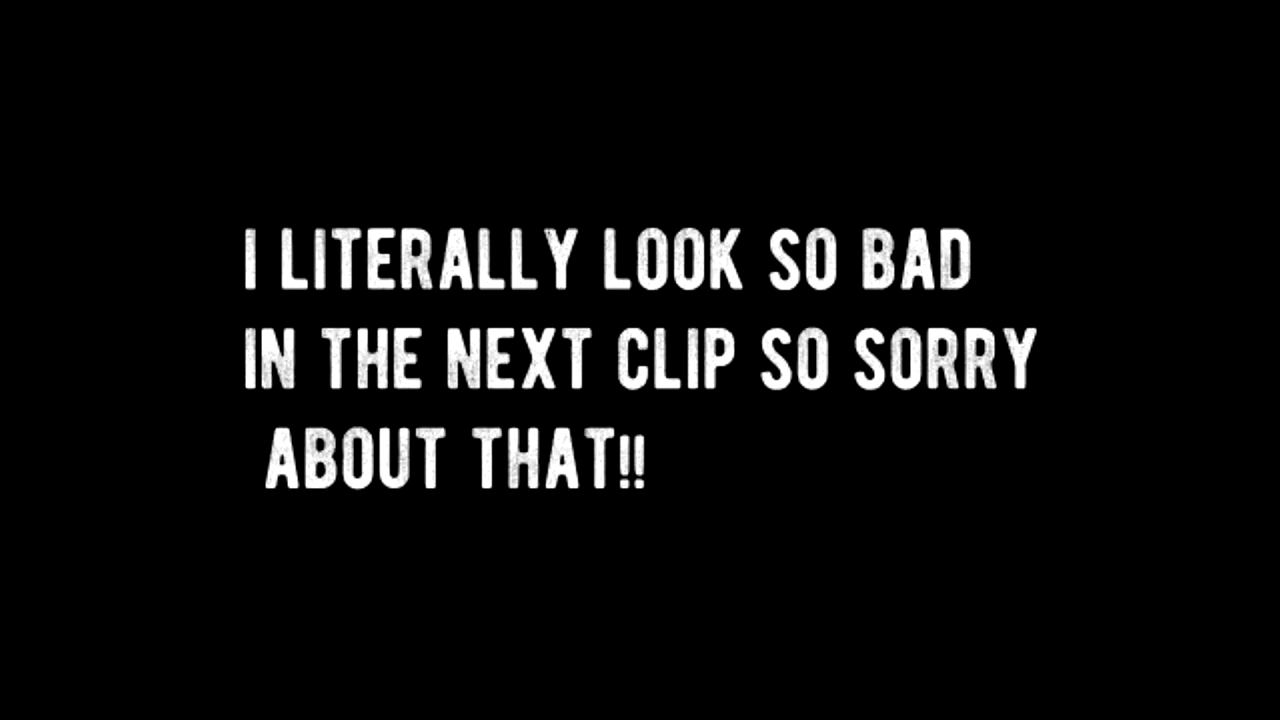 I LITERALLY LOOK SO BAD
IN THE NEXT CLIP SO SORRY
ABOUT THAT!!